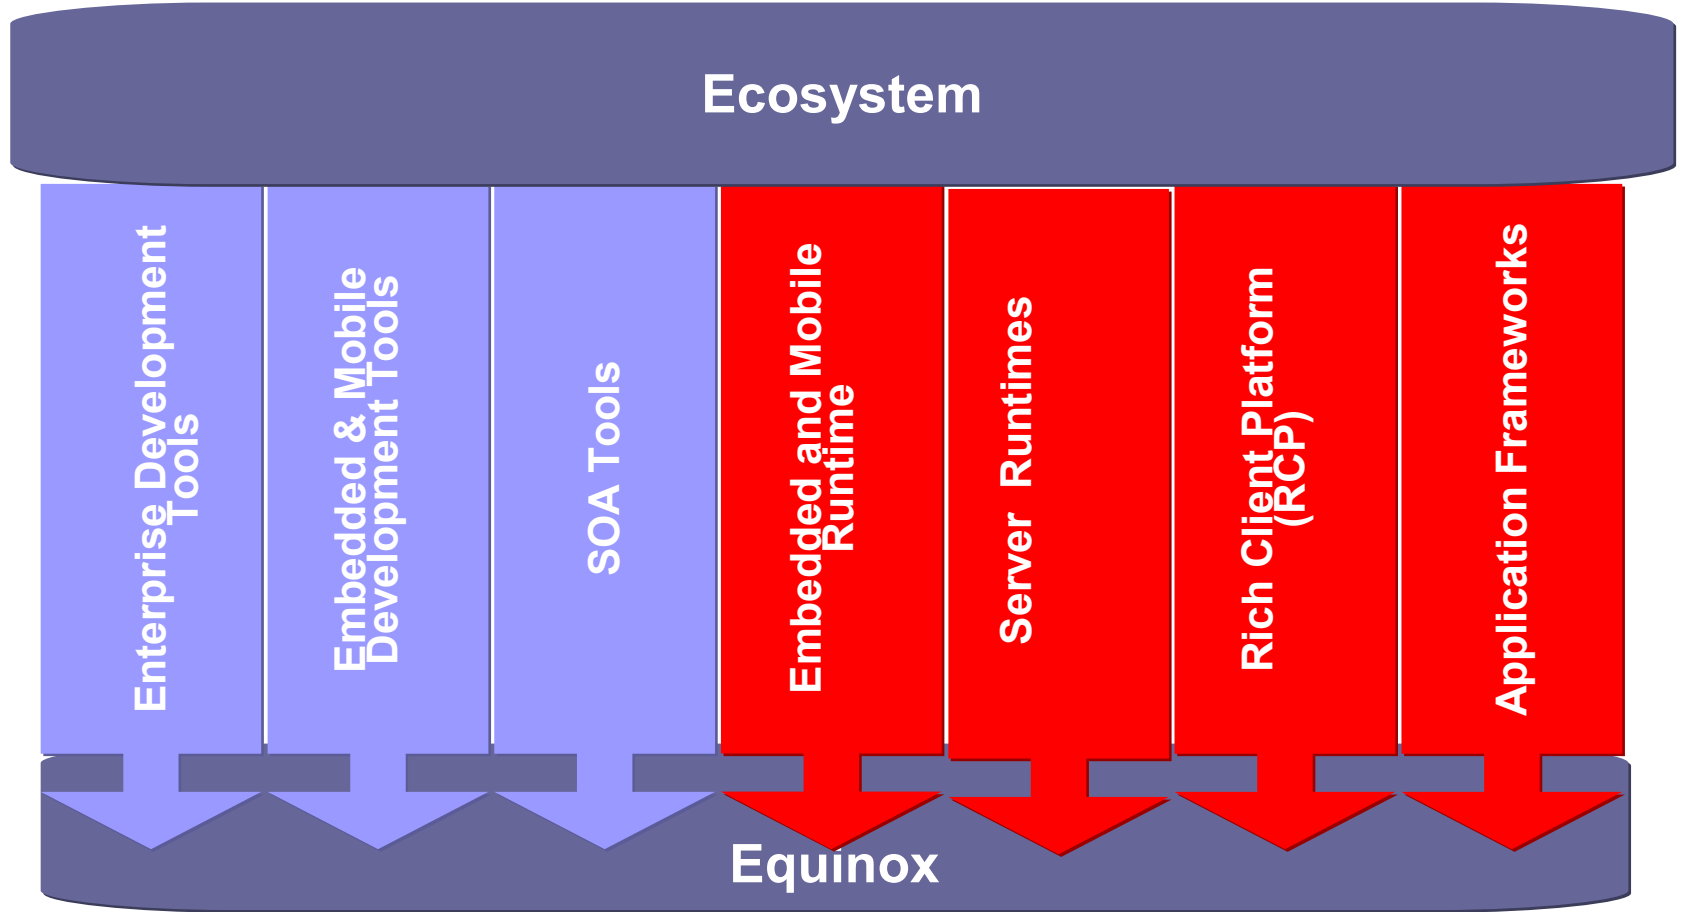 Ecosystem
Enterprise Development
Tools
Embedded & Mobile
Development Tools
SOA Tools
Embedded and Mobile
Runtime
Server  Runtimes
Rich Client Platform
(RCP)
Application Frameworks
Equinox